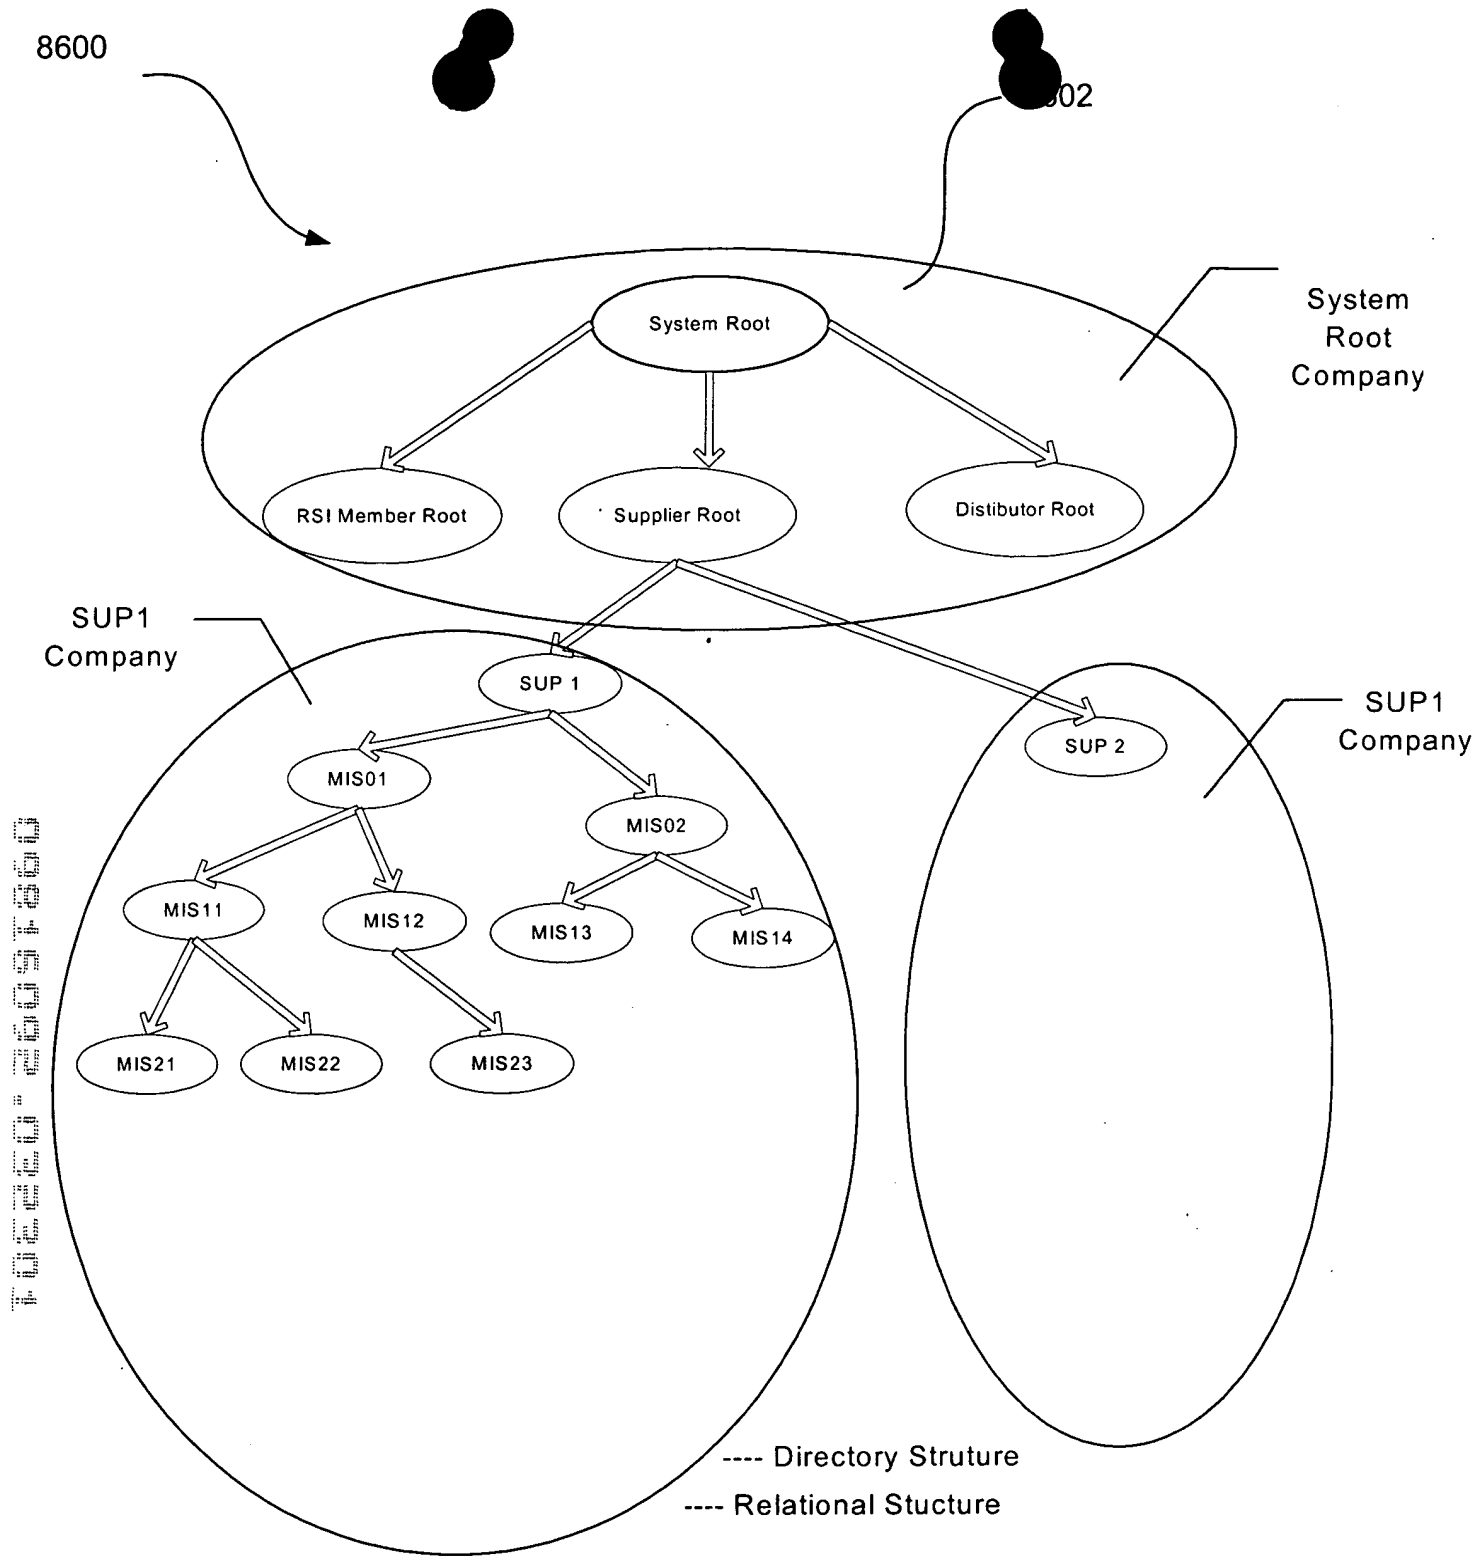 8600
602
System
Root
Company
System Root
RSI Member Root
Supplier Root
Distibutor Root
SUP1
Company
SUP 1
SUP1
Company
SUP 2
MIS01
MIS02
MIS11
MIS12
MIS13
MIS14
MIS21
MIS22
MIS23
---- Directory Struture
---- Relational Stucture